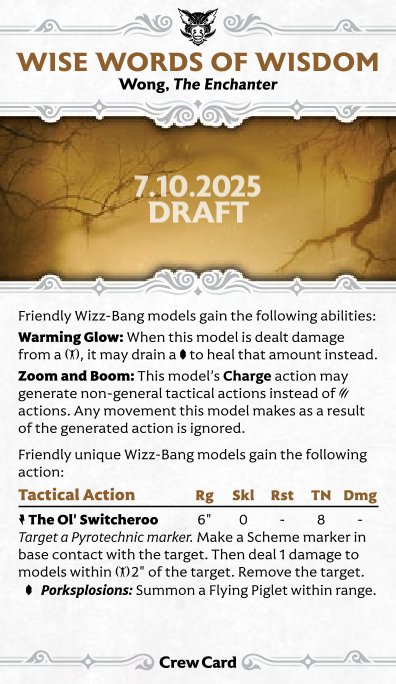 WISE WORDS OF WISDOM
Wong, The Enchanter
7.10.2025
DRAFT
Friendly Wizz-Bang models gain the following abilities:
Warming Glow: When this model is dealt damage
from a (), it may drain a to heal that amount instead.
Zoom and Boom: This model's Charge action may
generate non-general tactical actions instead of
actions. Any movement this model makes as a result
of the generated action is ignored.
Friendly unique Wizz-Bang models gain the following
action:
Tactical Action Rg Skl Rst TN Dmg
The Ol' Switcheroo 6" 0 - 8 -
Target a Pyrotechnic marker. Make a Scheme marker in
base contact with the target. Then deal 1 damage to
models within () 2" of the target. Remove the target.
Porksplosions: Summon a Flying Piglet within range.
Crew Card